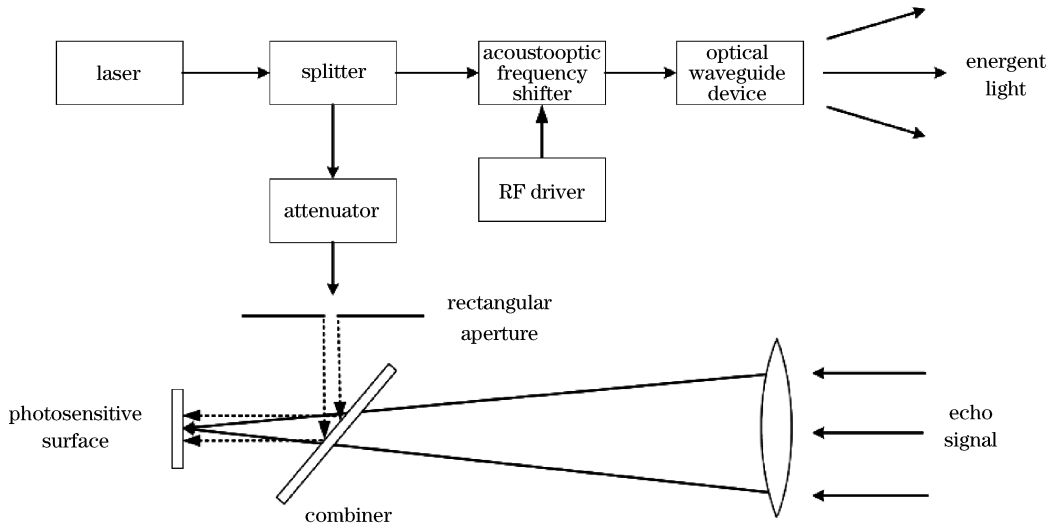 laser
splitter
acoustooptic
frequency
shifter
optical
waveguide
device
energent
light
attenuator
RF driver
rectangular
aperture
photosensitive
surface
echo
signal
combiner